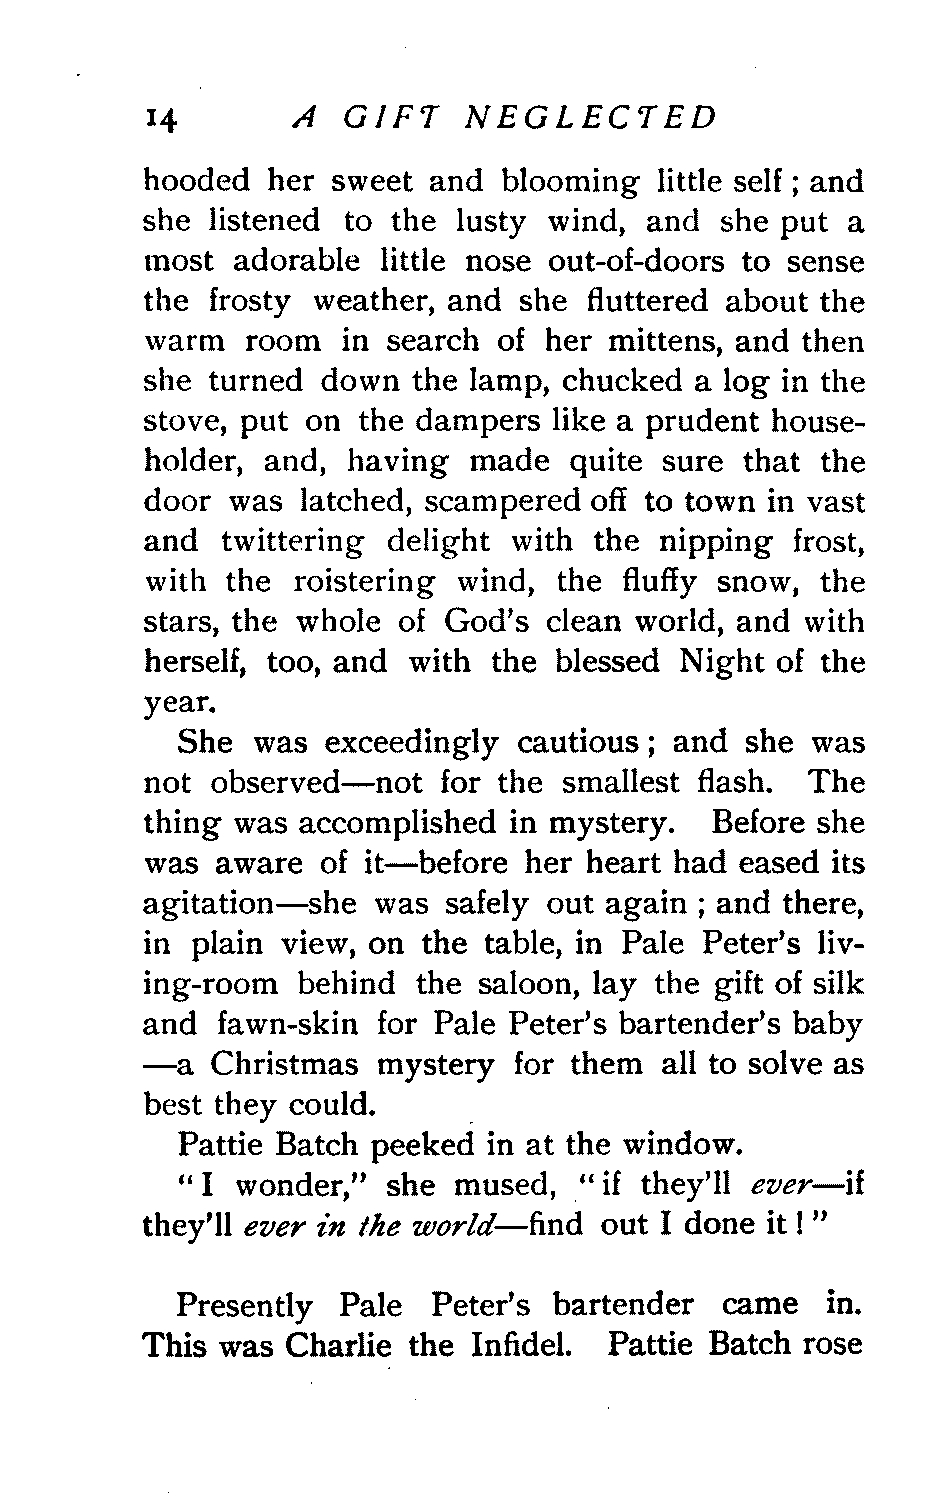 14 A GIFT NEGLECTED
hooded her sweet and blooming little self ; and
she listened to the lusty wind, and she put a
most adorable little nose out-of-doors to sense
the frosty weather, and she fluttered about the
warm room in search of her mittens, and then
she turned down the lamp, chucked a log in the
stove, put on the dampers like a prudent house-
holder, and, having made quite sure that the
door was latched, scampered off to town in vast
and twittering delight with the nipping frost,
with the roistering wind, the fluffy snow, the
stars, the whole of God's clean world, and with
herself, too, and with the blessed Night of the
year.
She was exceedingly cautious ; and she was
not observed—not for the smallest flash. The
thing was accomplished in mystery. Before she
was aware of it—before her heart had eased its
agitation—she was safely out again ; and there,
in plain view, on the table, in Pale Peter's liv-
ing-room behind the saloon, lay the gift of silk
and fawn-skin for Pale Peter's bartender's baby
—a Christmas mystery for them all to solve as
best they could.
Pattie Batch peeked in at the window.
"I wonder," she mused, "if they'll ever—if
they'll ever in the world—find out I done it !"
Presently Pale Peter's bartender came in.
This was Charlie the Infidel. Pattie Batch rose